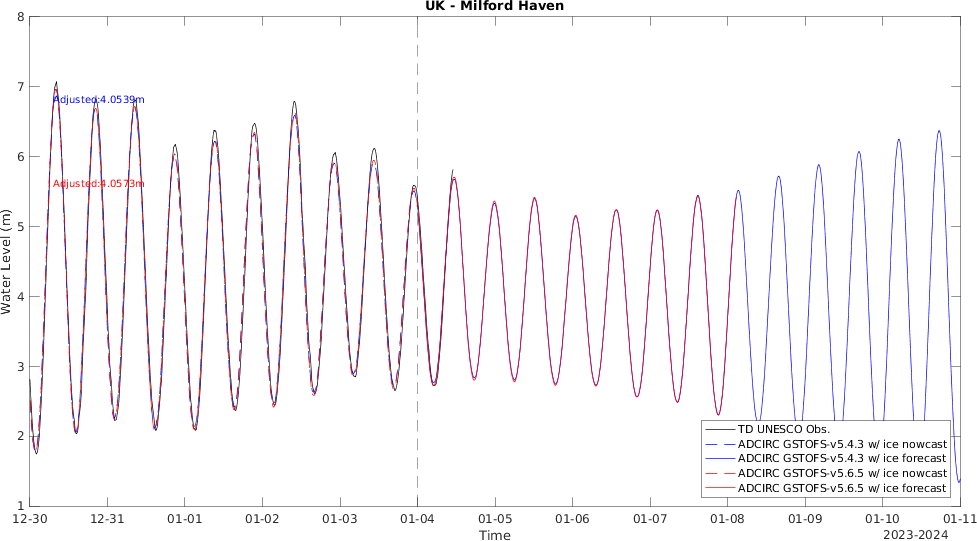 UK - Milford Haven
8
7
6
5
4
3
2
1
Water Level (m)
Adjusted:4.0539m
Adjusted:4.0573m
TD UNESCO Obs.
ADCIRC GSTOFS-v5.4.3 w/ ice nowcast
ADCIRC GSTOFS-v5.4.3 w/ ice forecast
ADCIRC GSTOFS-v5.6.5 w/ ice nowcast
ADCIRC GSTOFS-v5.6.5 w/ ice forecast
12-30 12-31 01-01 01-02 01-03 01-04 01-05 01-06 01-07 01-08 01-09 01-10 01-11
Time
2023-2024